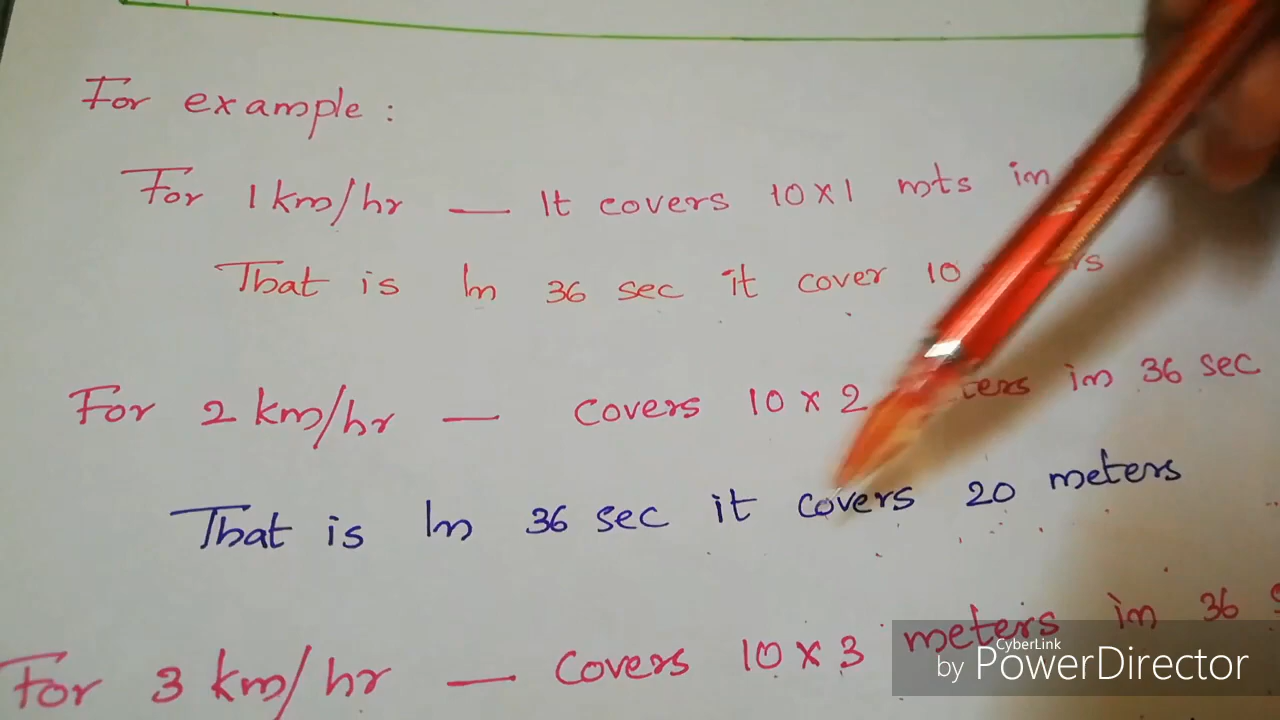 For example :
For 1 km/hr — It covers 10 x 1 mts in
That is In 36 sec it cover 10
For 2 km/hr — covers 10 x 2 in 36 sec
That is In 36 sec it covers 20 meters
For 3 km/hr — covers 10 x 3 meters in 36
CyberLink
by PowerDirector